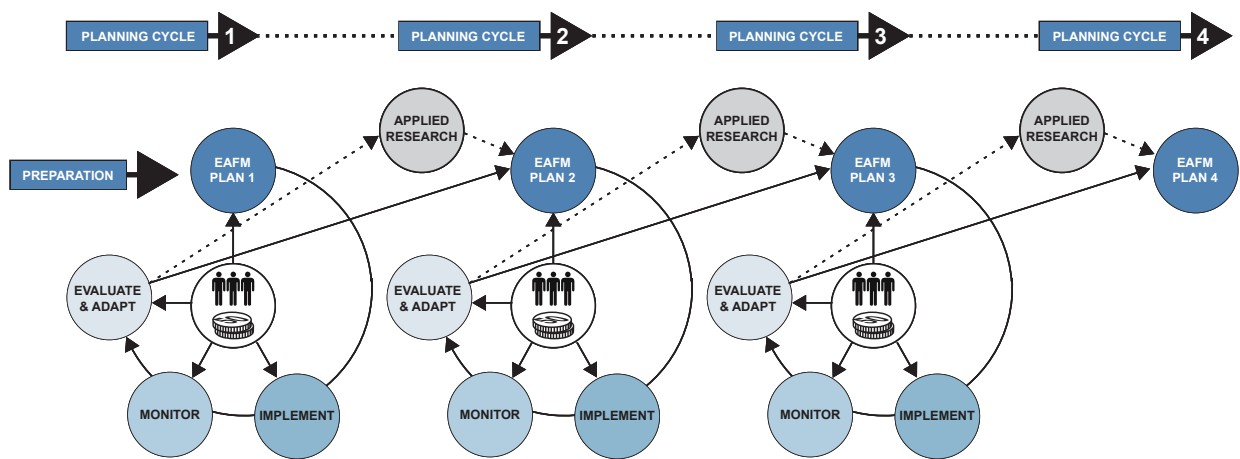 PLANNING CYCLE 1
PLANNING CYCLE 2
PLANNING CYCLE 3
PLANNING CYCLE 4
APPLIED
RESEARCH
APPLIED
RESEARCH
APPLIED
RESEARCH
PREPARATION
EAFM
PLAN 1
EAFM
PLAN 2
EAFM
PLAN 3
EAFM
PLAN 4
EVALUATE
& ADAPT
EVALUATE
& ADAPT
EVALUATE
& ADAPT
MONITOR
IMPLEMENT
MONITOR
IMPLEMENT
MONITOR
IMPLEMENT